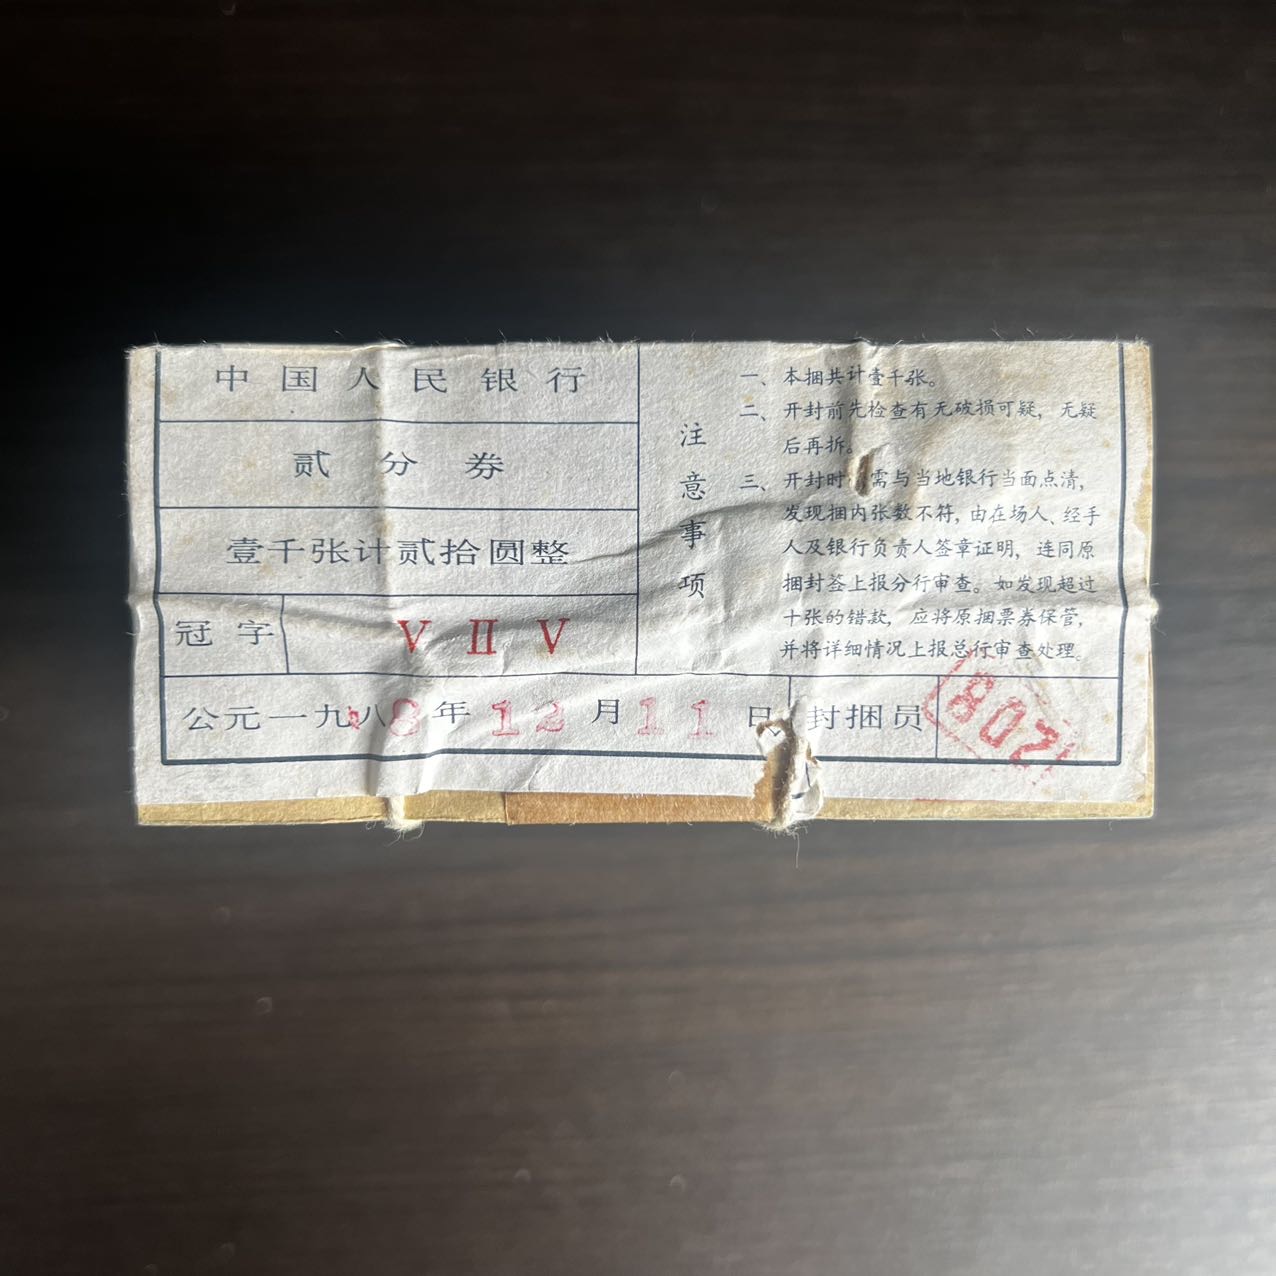 中国人民银行
贰分券
壹千张计贰拾圆整
冠字 V II V
公元一九八8年12月11日 封捆员 807
注意事项
一、本捆共计壹千张。
二、开封前先检查有无破损可疑，无疑
后再拆。
三、开封时需与当地银行当面点清，
发现捆内张数不符，由在场人、经手
人及银行负责人签章证明，连同原
捆封签上报分行审查。如发现超过
十张的错款，应将原捆票券保管，
并将详细情况上报总行审查处理。